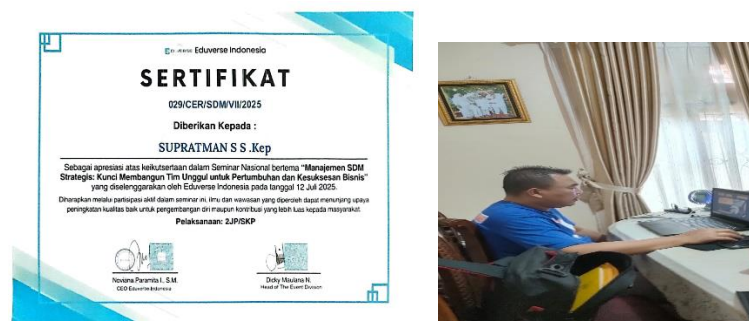 EDUVERSE Eduverse Indonesia
SERTIFIKAT
029/CER/SDM/VII/2025
Diberikan Kepada :
SUPRATMAN S S .Kep
Sebagai apresiasi atas keikutsertaan dalam Seminar Nasional bertema "Manajemen SDM
Strategis: Kunci Membangun Tim Unggul untuk Pertumbuhan dan Kesuksesan Bisnis"
yang diselenggarakan oleh Eduverse Indonesia pada tanggal 12 Juli 2025.
Diharapkan melalui partisipasi aktif dalam seminar ini, ilmu dan wawasan yang diperoleh dapat menunjang upaya
peningkatan kualitas baik untuk pengembangan diri maupun kontribusi yang lebih luas kepada masyarakat.
Pelaksanaan: 2JP/SKP
Noviana Paramita I., S.M.
CEO Eduverse Indonesia
Dicky Maulana N.
Head of The Event Division